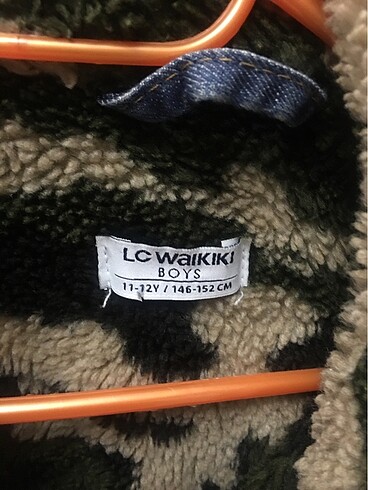 LC WAIKIKI
BOYS
11-12Y / 146-152 CM